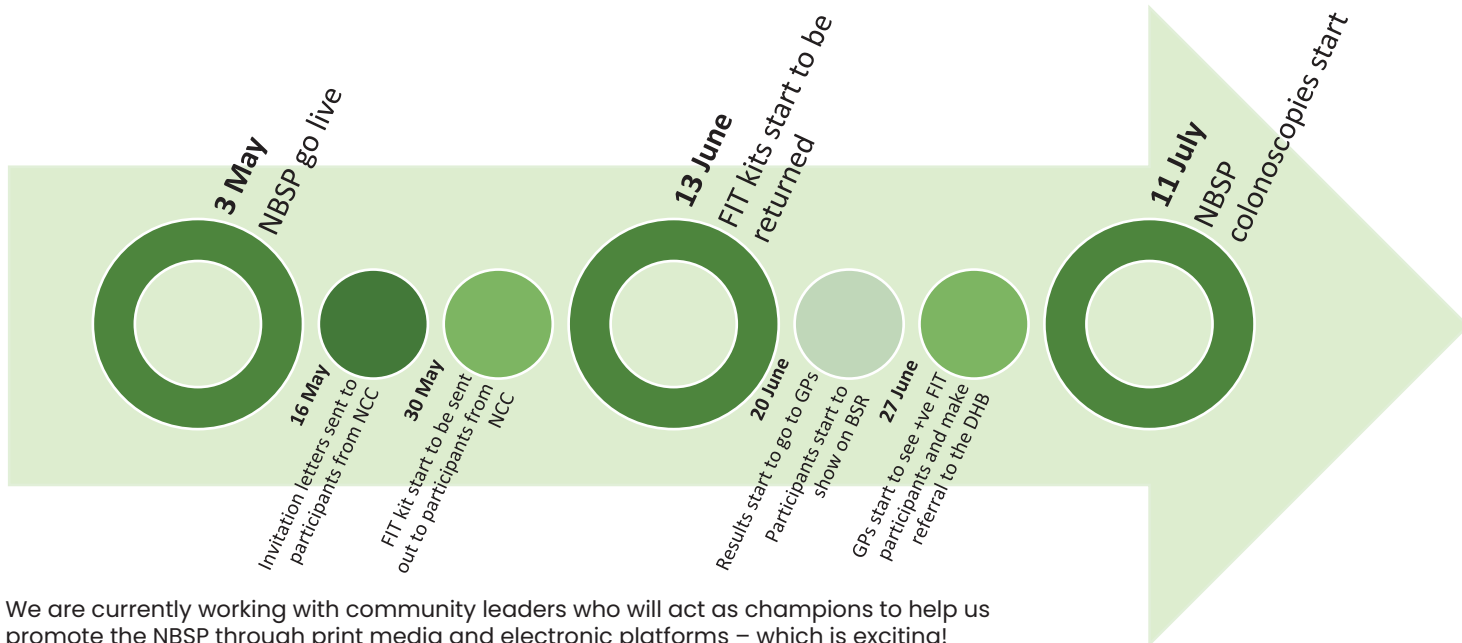 3 May
NBSP go live
16 May
Invitation letters sent to
participants from NCC
30 May
FIT kit start to be sent
out to participants from
NCC
13 June
FIT kits start to be
returned
20 June
Results start to go to GPs
Participants start to
show on BSR
27 June
GPs start to see +ve FIT
participants and make
referral to the DHB
11 July
NBSP
colonoscopies start
We are currently working with community leaders who will act as champions to help us
promote the NBSP through print media and electronic platforms – which is exciting!